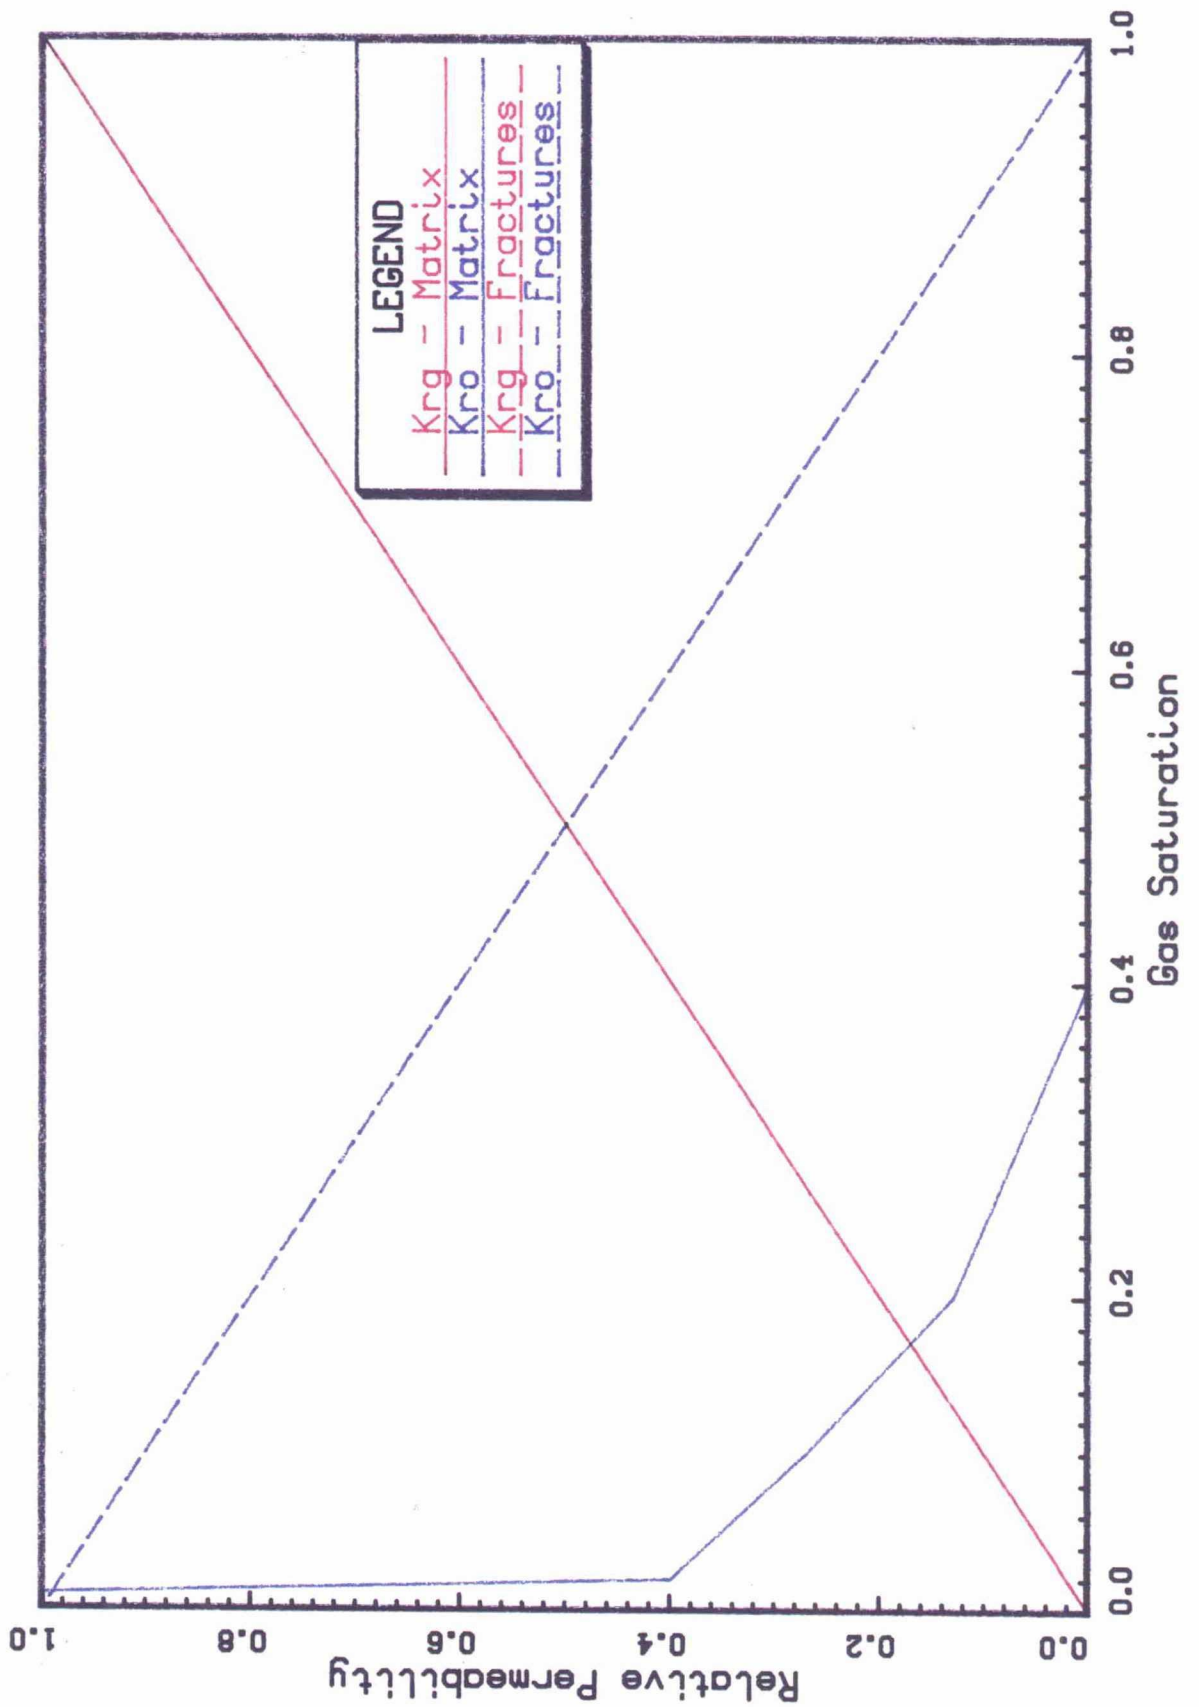 LEGEND
Krg - Matrix
Kro - Matrix
Krg - Fractures
Kro - Fractures
1.0
0.8
0.6
0.4
0.2
0.0
Relative Permeability
0.0
0.2
0.4
0.6
0.8
1.0
Gas Saturation